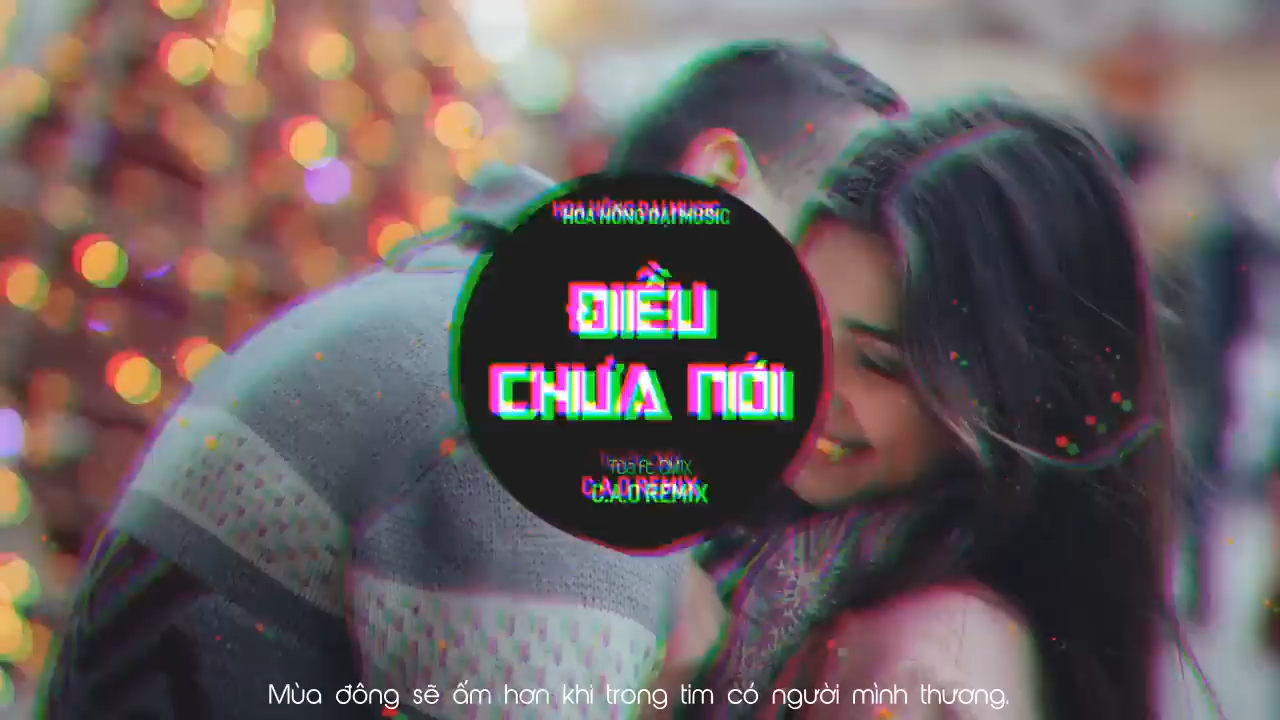 HOA HỒNG DẠI MUSIC
ĐIỀU
CHƯA NÓI
C.A.O REMIX
Mùa đông sẽ ấm hơn khi trong tim có người mình thương.